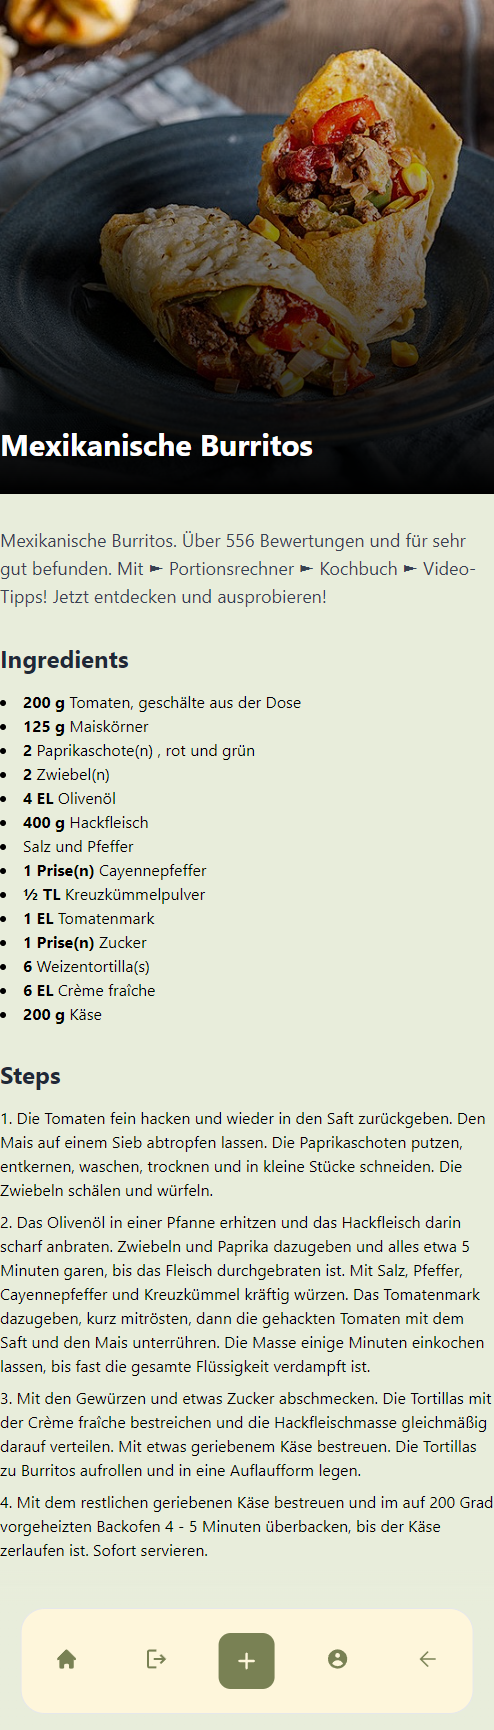 Mexikanische Burritos
Mexikanische Burritos. Über 556 Bewertungen und für sehr
gut befunden. Mit ► Portionsrechner ► Kochbuch ► Video-
Tipps! Jetzt entdecken und ausprobieren!
Ingredients
• 200 g Tomaten, geschälte aus der Dose
• 125 g Maiskörner
• 2 Paprikaschote(n) , rot und grün
• 2 Zwiebel(n)
• 4 EL Olivenöl
• 400 g Hackfleisch
• Salz und Pfeffer
• 1 Prise(n) Cayennepfeffer
• ½ TL Kreuzkümmelpulver
• 1 EL Tomatenmark
• 1 Prise(n) Zucker
• 6 Weizentortilla(s)
• 6 EL Crème fraîche
• 200 g Käse
Steps
1. Die Tomaten fein hacken und wieder in den Saft zurückgeben. Den
Mais auf einem Sieb abtropfen lassen. Die Paprikaschoten putzen,
entkernen, waschen, trocknen und in kleine Stücke schneiden. Die
Zwiebeln schälen und würfeln.
2. Das Olivenöl in einer Pfanne erhitzen und das Hackfleisch darin
scharf anbraten. Zwiebeln und Paprika dazugeben und alles etwa 5
Minuten garen, bis das Fleisch durchgebraten ist. Mit Salz, Pfeffer,
Cayennepfeffer und Kreuzkümmel kräftig würzen. Das Tomatenmark
dazugeben, kurz mitrösten, dann die gehackten Tomaten mit dem
Saft und den Mais unterrühren. Die Masse einige Minuten einkochen
lassen, bis fast die gesamte Flüssigkeit verdampft ist.
3. Mit den Gewürzen und etwas Zucker abschmecken. Die Tortillas mit
der Crème fraîche bestreichen und die Hackfleischmasse gleichmäßig
darauf verteilen. Mit etwas geriebenem Käse bestreuen. Die Tortillas
zu Burritos aufrollen und in eine Auflaufform legen.
4. Mit dem restlichen geriebenen Käse bestreuen und im auf 200 Grad
vorgeheizten Backofen 4 - 5 Minuten überbacken, bis der Käse
zerlaufen ist. Sofort servieren.